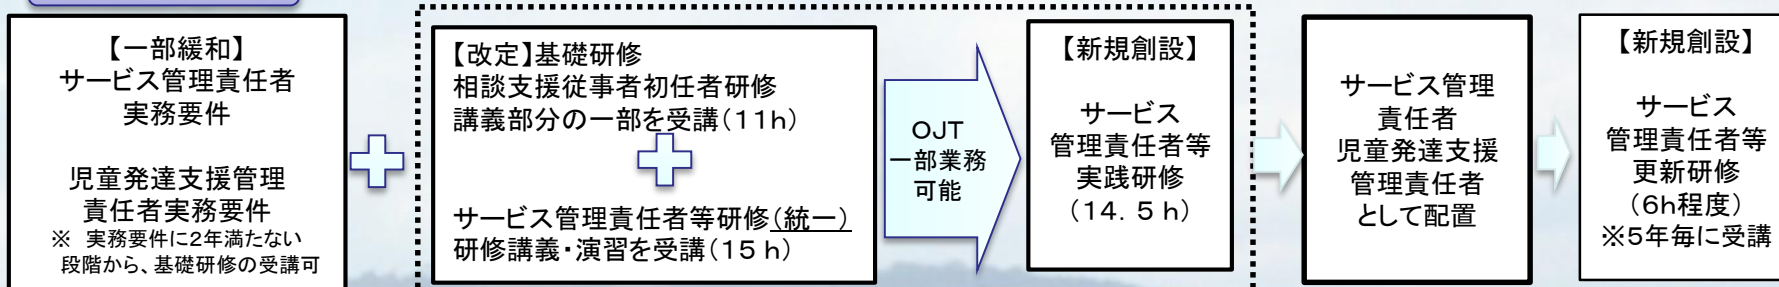 【一部緩和】
サービス管理責任者
実務要件
児童発達支援管理
責任者実務要件
※ 実務要件に2年満たない
段階から、基礎研修の受講可
【改定】基礎研修
相談支援従事者初任者研修
講義部分の一部を受講(11h)
サービス管理責任者等研修(統一)
研修講義・演習を受講(15h)
OJT
一部業務
可能
【新規創設】
サービス
管理責任者等
実践研修
(14.5h)
サービス管理
責任者
児童発達支援
管理責任者
として配置
【新規創設】
サービス
管理責任者等
更新研修
(6h程度)
※5年毎に受講